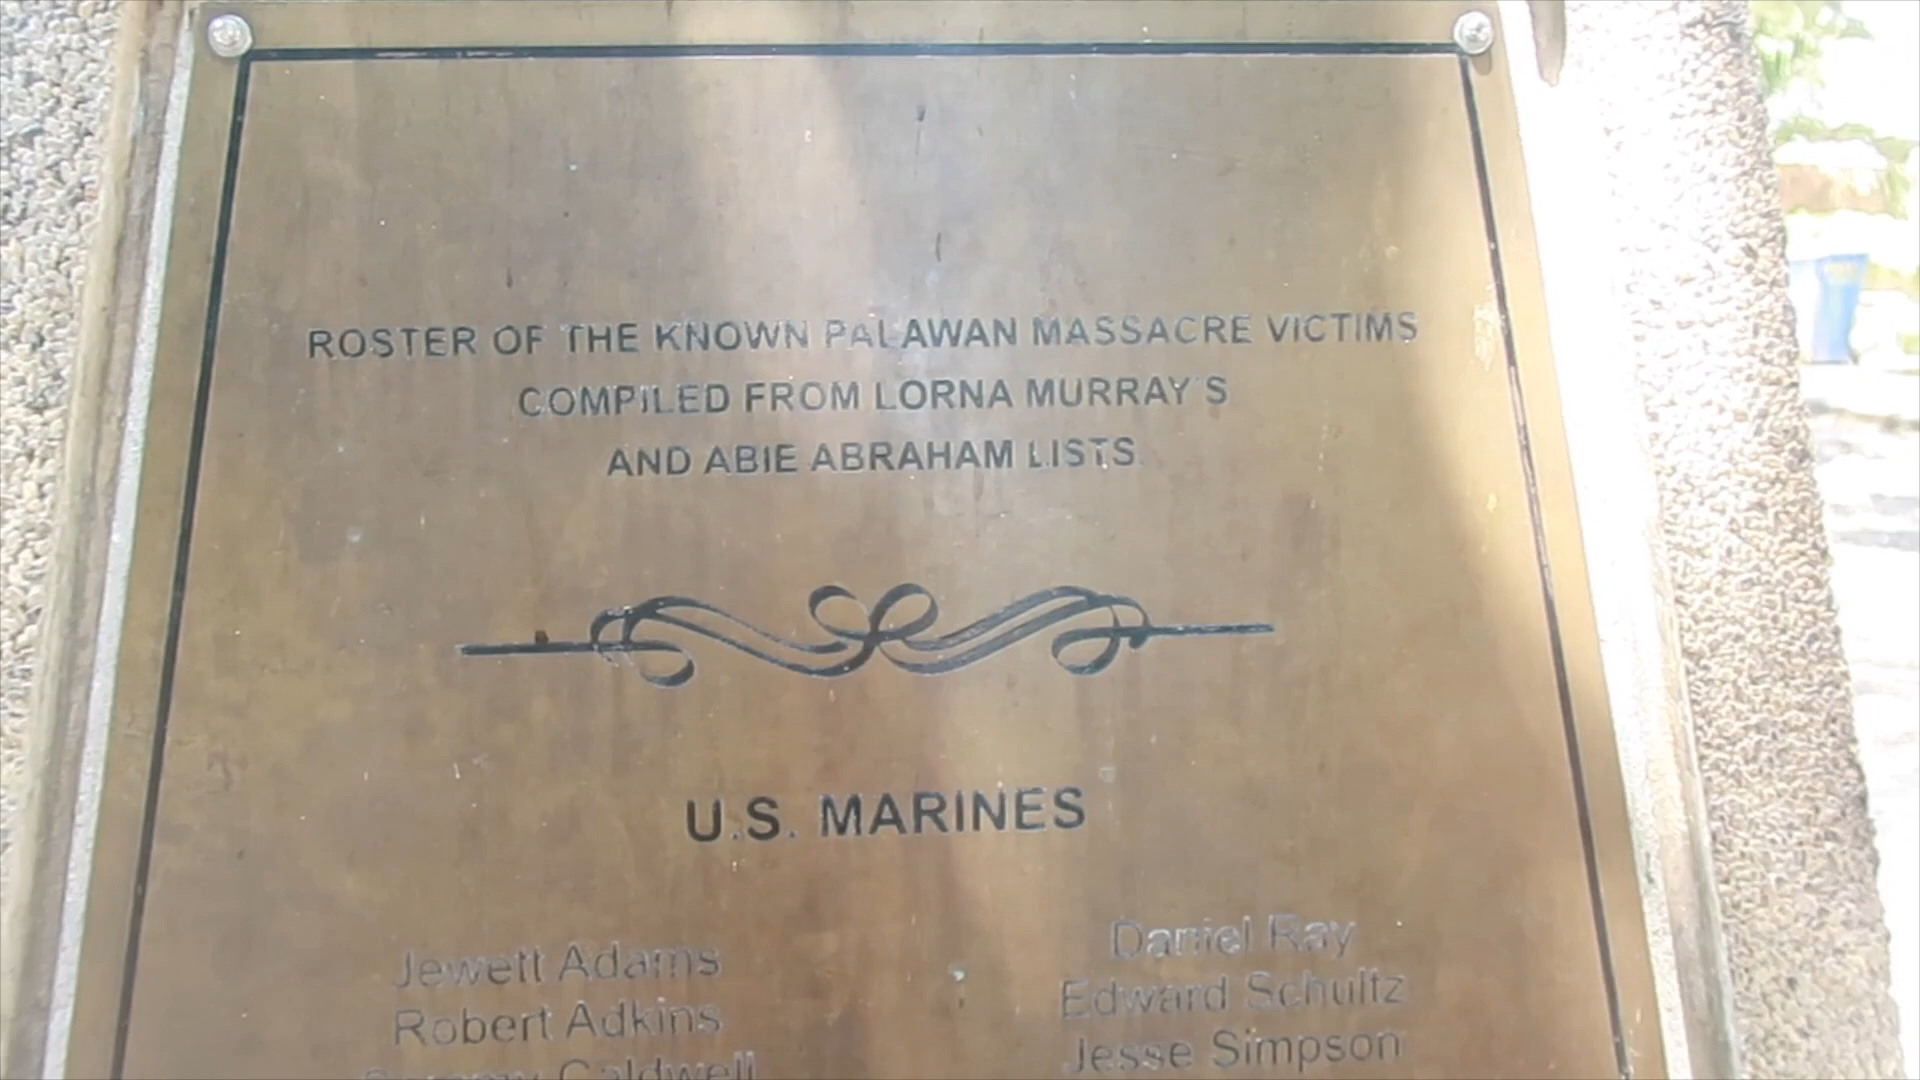 ROSTER OF THE KNOWN PALAWAN MASSACRE VICTIMS
COMPILED FROM LORNA MURRAY'S
AND ABIE ABRAHAM LISTS
U.S. MARINES
Jewett Adams
Robert Adkins
Caldwell
Daniel Ray
Edward Schultz
Jesse Simpson